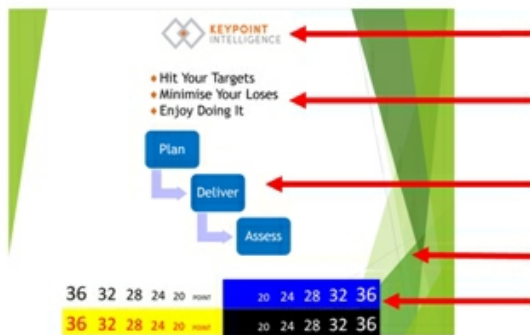 KEYPOINT
INTELLIGENCE
Hit Your Targets
Minimise Your Loses
Enjoy Doing It
Plan
Deliver
Assess
36 32 28 24 20 POINT 20 24 28 32 36
36 32 28 24 20 POINT 20 24 28 32 36